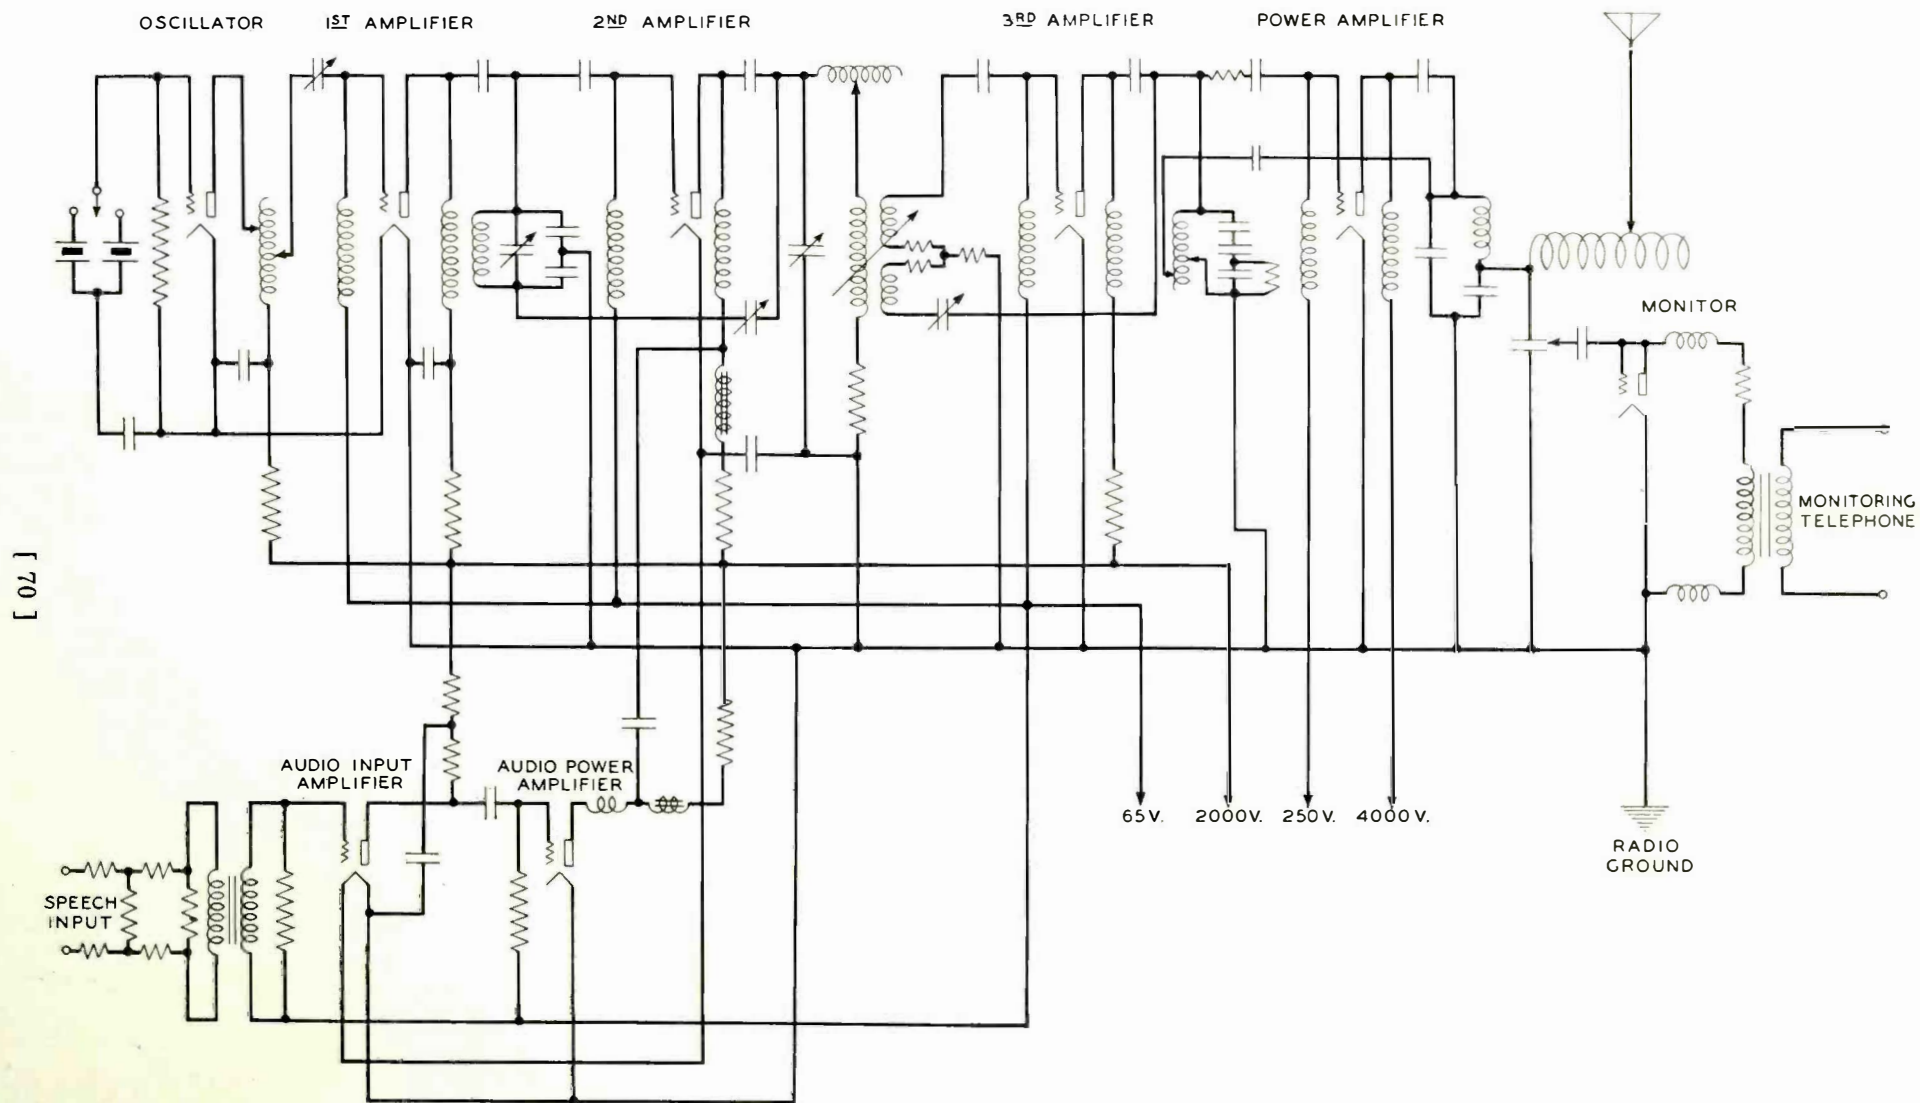 OSCILLATOR
1ST AMPLIFIER
2ND AMPLIFIER
3RD AMPLIFIER
POWER AMPLIFIER
MONITOR
MONITORING
TELEPHONE
[ 70 ]
AUDIO INPUT
AMPLIFIER
AUDIO POWER
AMPLIFIER
65V.
2000V.
250V.
4000V.
RADIO
GROUND
SPEECH
INPUT